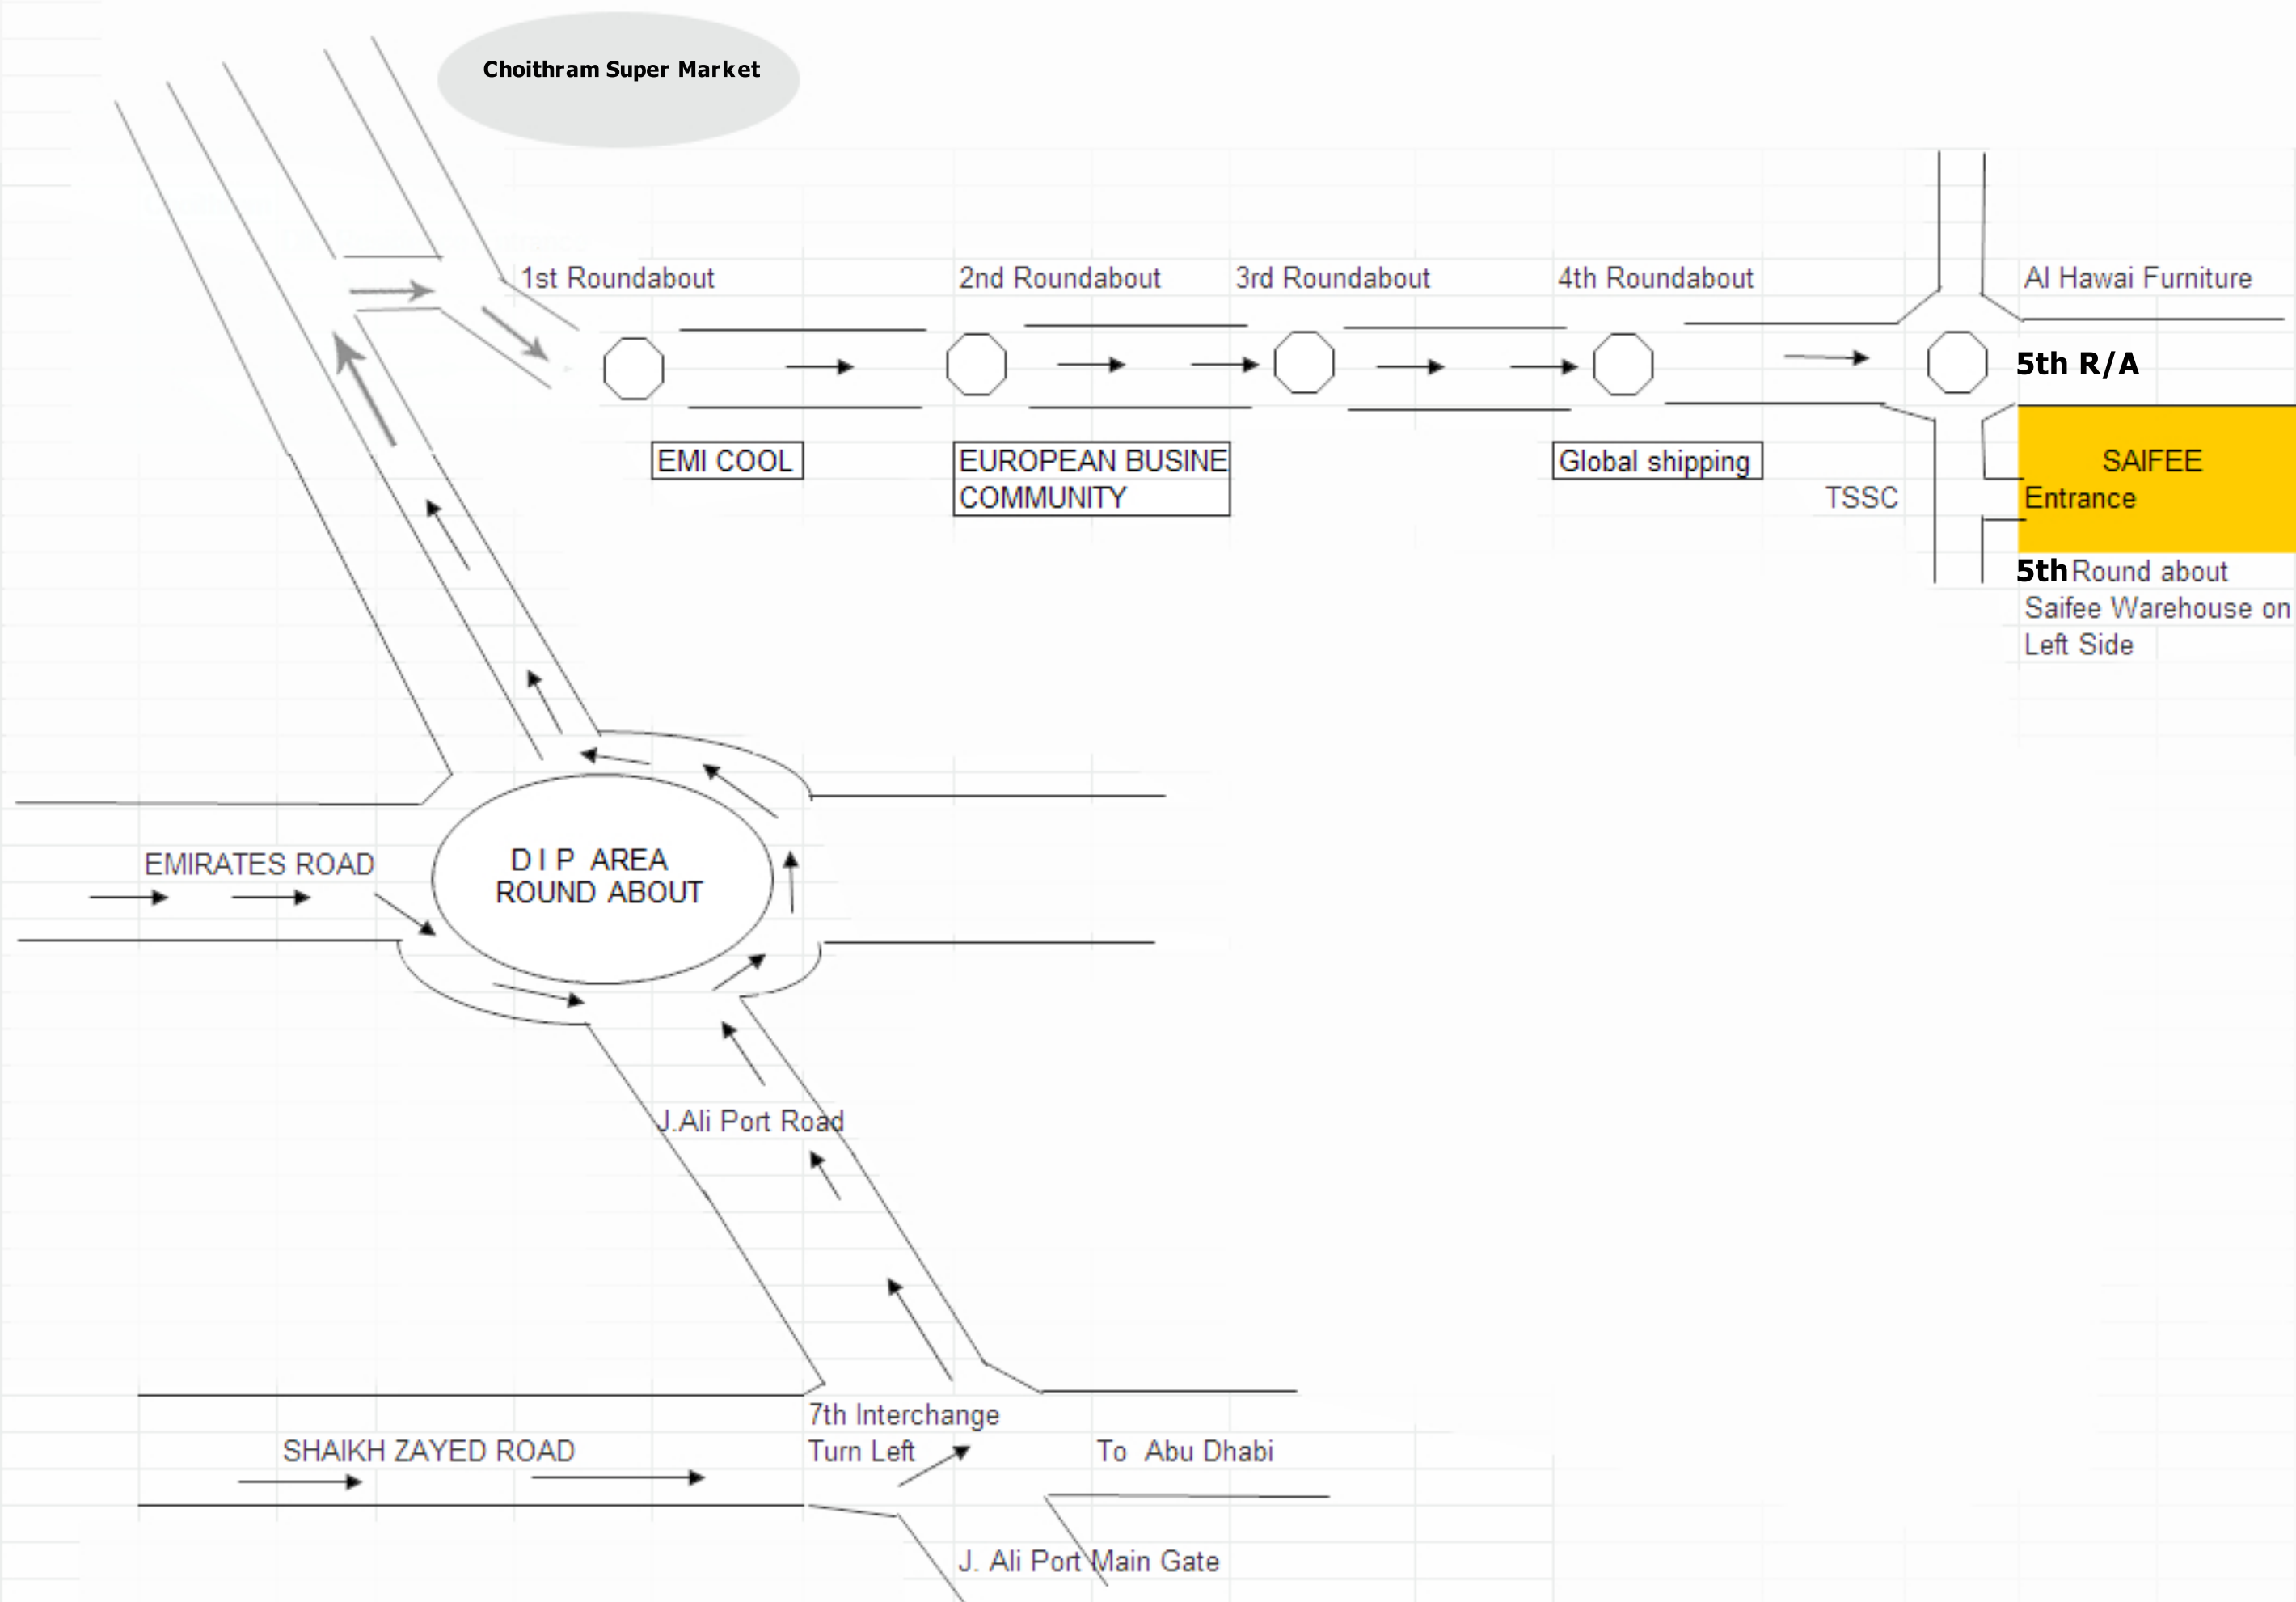 Choithram Super Market
1st Roundabout
2nd Roundabout
3rd Roundabout
4th Roundabout
Al Hawai Furniture
5th R/A
EMI COOL
EUROPEAN BUSINE
COMMUNITY
Global shipping
TSSC
SAIFEE
Entrance
5th Round about
Saifee Warehouse on
Left Side
EMIRATES ROAD
D I P AREA
ROUND ABOUT
J.Ali Port Road
7th Interchange
Turn Left
SHAIKH ZAYED ROAD
To Abu Dhabi
J. Ali Port Main Gate